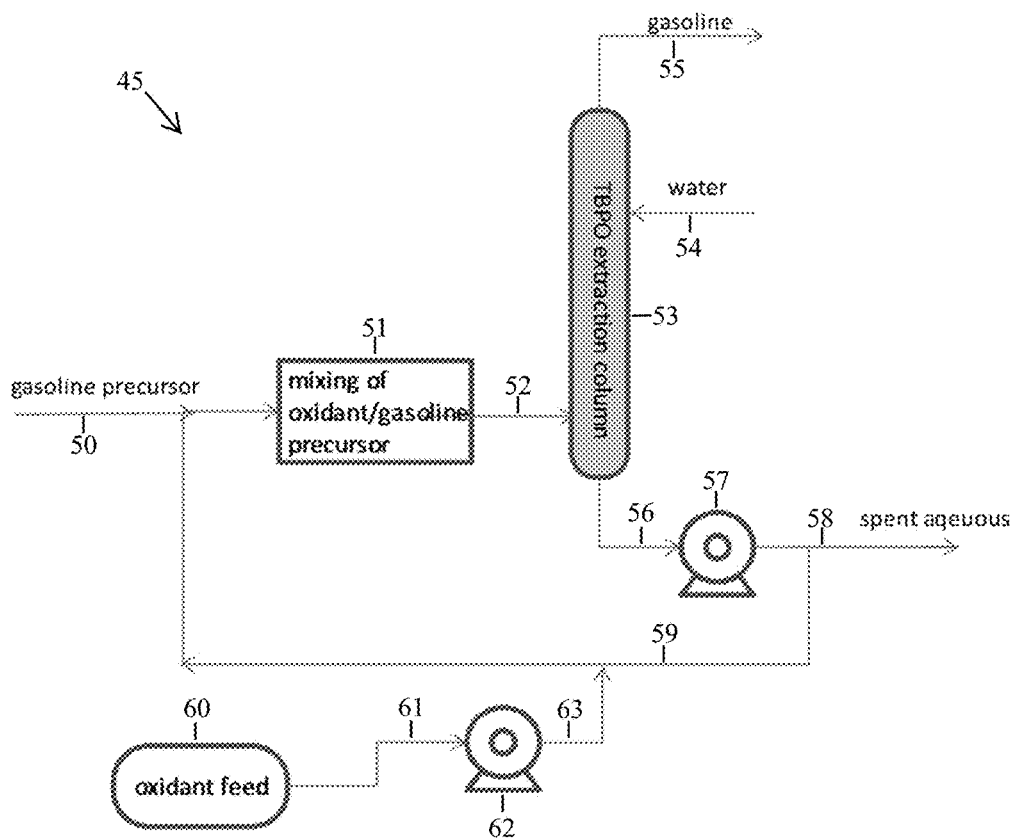 gasoline
55
45
water
54
TBPO extraction column
53
51
gasoline precursor
50
mixing of
oxidant/gasoline
precursor
52
57
56
58
spent aqeuous
59
60
61
63
oxidant feed
62